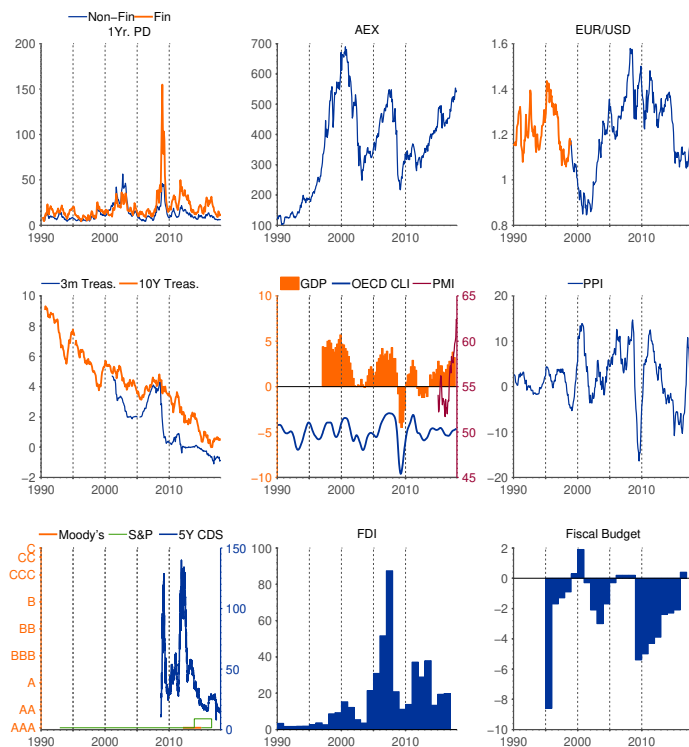 Non-Fin Fin
1Yr. PD
AEX
EUR/USD
200
150
100
50
0
1990 2000 2010
700
600
500
400
300
200
100
1990 2000 2010
1.6
1.4
1.2
1
0.8
1990 2000 2010
3m Treas. 10Y Treas.
10
8
6
4
2
0
−2
1990 2000 2010
GDP OECD CLI PMI
10
5
0
−5
−10
65
60
55
50
45
1990 2000 2010
PPI
20
10
0
−10
−20
1990 2000 2010
Moody's S&P 5Y CDS
C
CC
CCC
B
BB
BBB
A
AA
AAA
150
100
50
0
1990 2000 2010
FDI
100
80
60
40
20
0
1990 2000 2010
Fiscal Budget
2
0
−2
−4
−6
−8
−10
1990 2000 2010